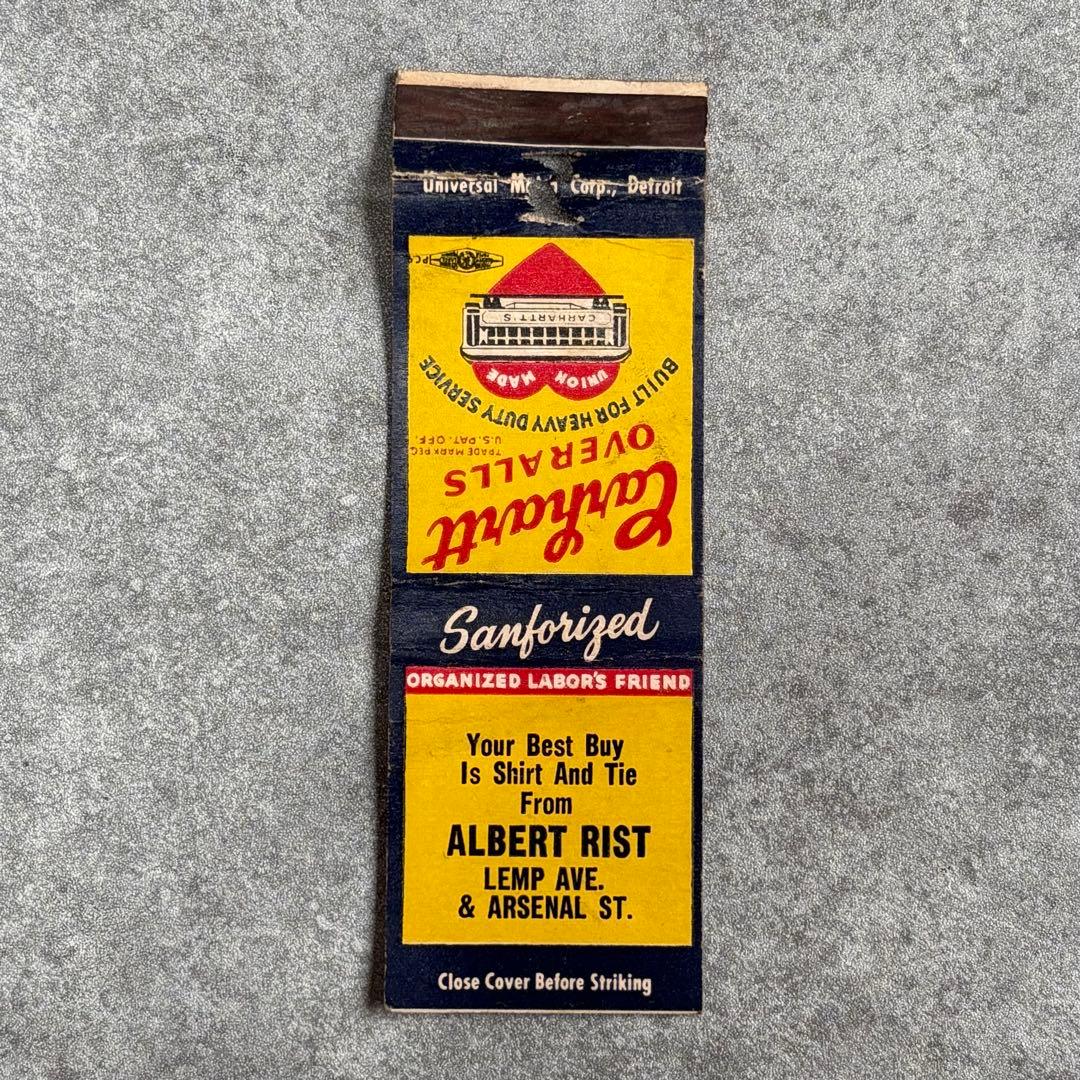 Universal Corp., Detroit
Carhartt
OVERALLS
TRADE MARK REG.
U.S. PAT. OFF.
BUILT FOR HEAVY DUTY SERVICE
UNION MADE
CARHARTT'S
Sanforized
ORGANIZED LABOR'S FRIEND
Your Best Buy
Is Shirt And Tie
From
ALBERT RIST
LEMP AVE.
& ARSENAL ST.
Close Cover Before Striking